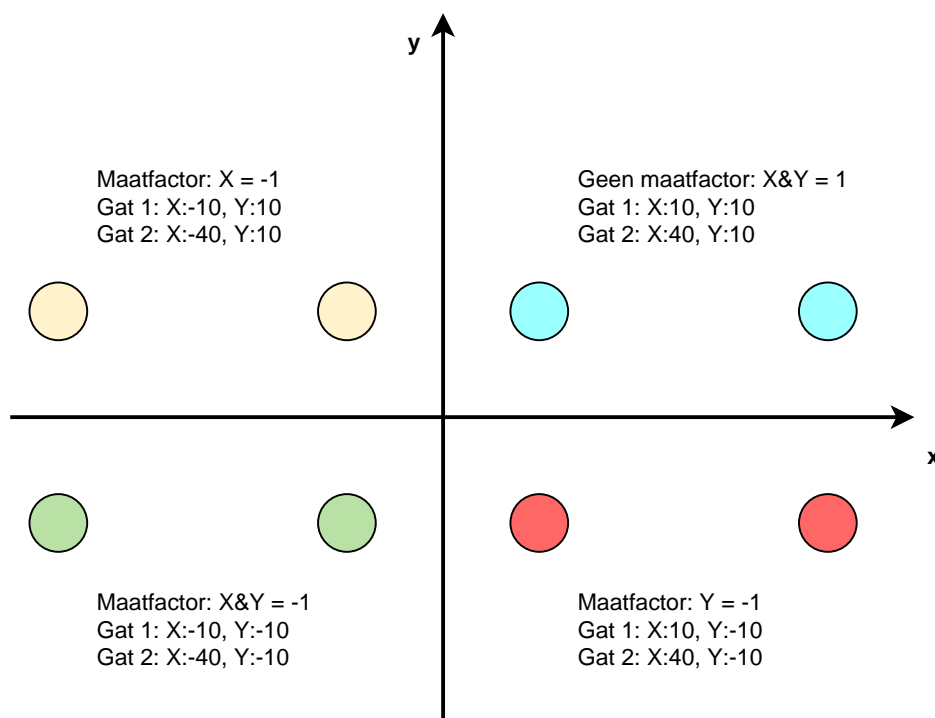 y
Maatfactor: X = -1
Gat 1: X:-10, Y:10
Gat 2: X:-40, Y:10
Geen maatfactor: X&Y = 1
Gat 1: X:10, Y:10
Gat 2: X:40, Y:10
x
Maatfactor: X&Y = -1
Gat 1: X:-10, Y:-10
Gat 2: X:-40, Y:-10
Maatfactor: Y = -1
Gat 1: X:10, Y:-10
Gat 2: X:40, Y:-10